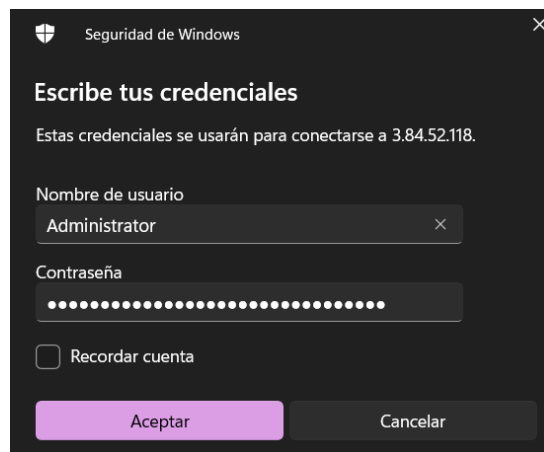 Seguridad de Windows
Escribe tus credenciales
Estas credenciales se usarán para conectarse a 3.84.52.118.
Nombre de usuario
Administrator
Contraseña
••••••••••••••••••••••••••••••••
Recordar cuenta
Aceptar
Cancelar